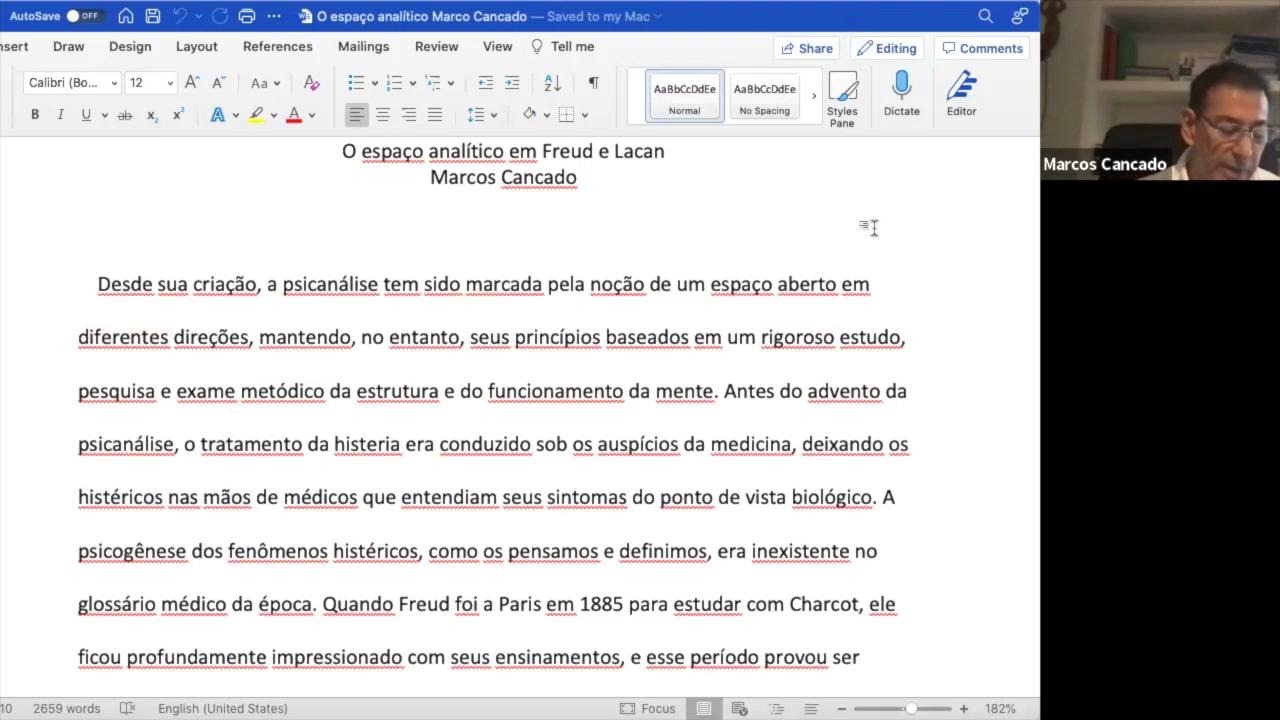 AutoSave OFF O espaço analítico Marco Cancado — Saved to my Mac
nsert Draw Design Layout References Mailings Review View Tell me Share Editing Comments
Calibri (Bo... 12 A A Aa A AaBbCcDdEe AaBbCcDdEe
B I U ab x₂ x² A A Normal No Spacing Styles Pane Dictate Editor
O espaço analítico em Freud e Lacan
Marcos Cancado
Marcos Cancado
Desde sua criação, a psicanálise tem sido marcada pela noção de um espaço aberto em
diferentes direções, mantendo, no entanto, seus princípios baseados em um rigoroso estudo,
pesquisa e exame metódico da estrutura e do funcionamento da mente. Antes do advento da
psicanálise, o tratamento da histeria era conduzido sob os auspícios da medicina, deixando os
histéricos nas mãos de médicos que entendiam seus sintomas do ponto de vista biológico. A
psicogênese dos fenômenos histéricos, como os pensamos e definimos, era inexistente no
glossário médico da época. Quando Freud foi a Paris em 1885 para estudar com Charcot, ele
ficou profundamente impressionado com seus ensinamentos, e esse período provou ser
10 2659 words English (United States) Focus 182%